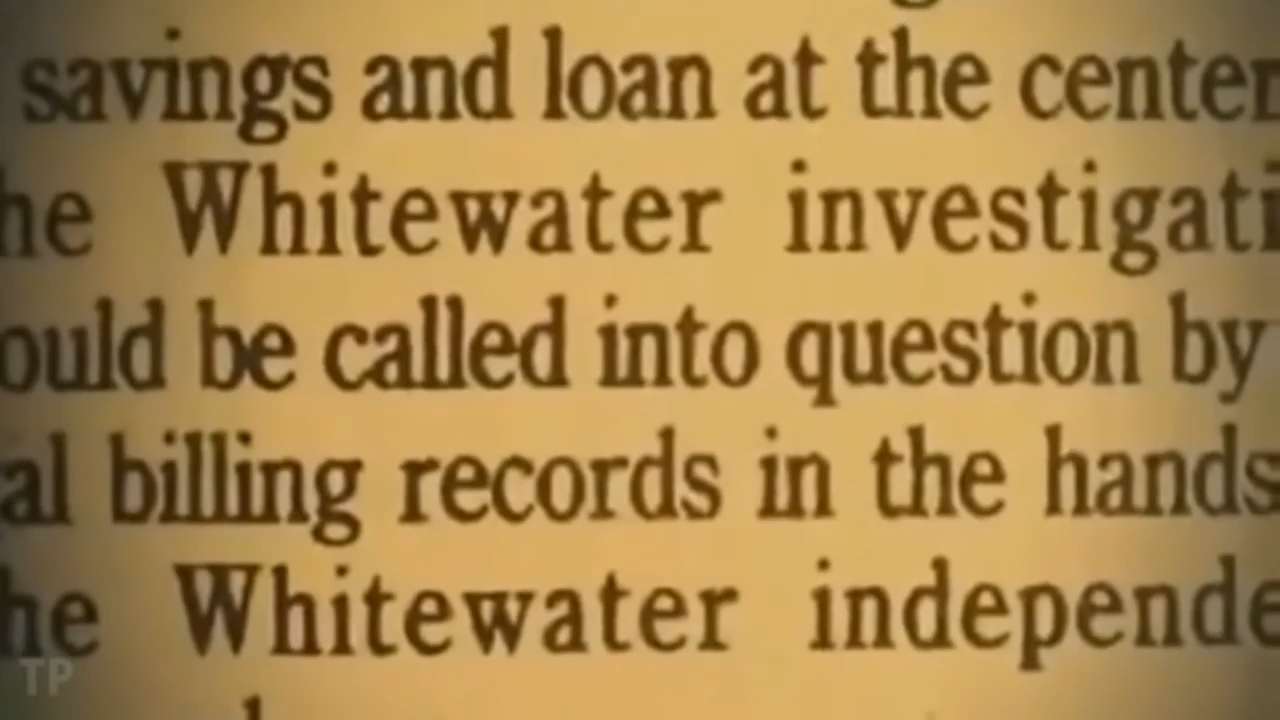 savings and loan at the center
he Whitewater investigati
ould be called into question by
al billing records in the hands
he Whitewater independe
TP